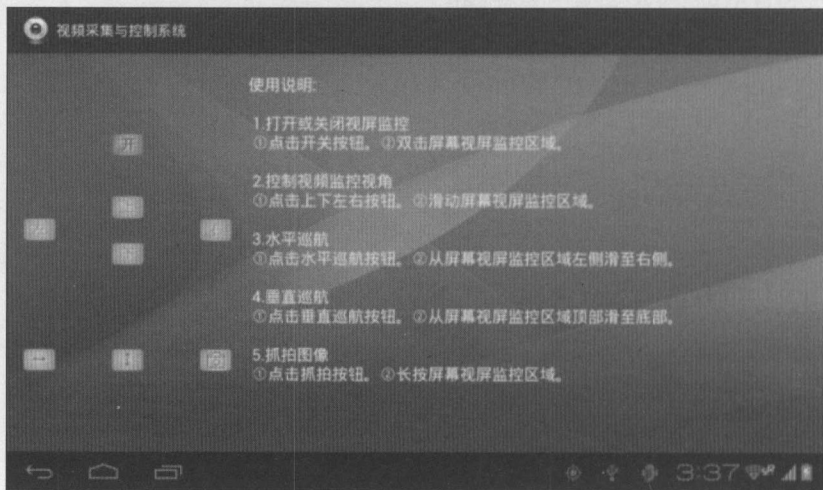 视频采集与控制系统
使用说明:
1.打开或关闭视屏监控
①点击开关按钮。②双击屏幕视屏监控区域。
2.控制视频监控视角
①点击上下左右按钮。②滑动屏幕视屏监控区域。
3.水平巡航
①点击水平巡航按钮。②从屏幕视屏监控区域左侧滑至右侧。
4.垂直巡航
①点击垂直巡航按钮。②从屏幕视屏监控区域顶部滑至底部。
5.抓拍图像
①点击抓拍按钮。②长按屏幕视屏监控区域。
开
上
下
3:37